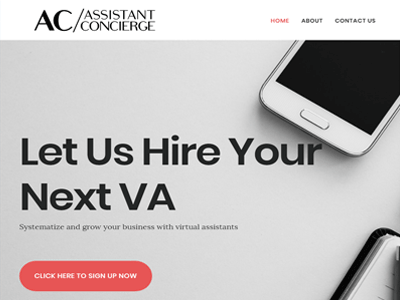 AC/ASSISTANT
CONCIERGE
HOME ABOUT CONTACT US
Let Us Hire Your
Next VA
Systematize and grow your business with virtual assistants
CLICK HERE TO SIGN UP NOW